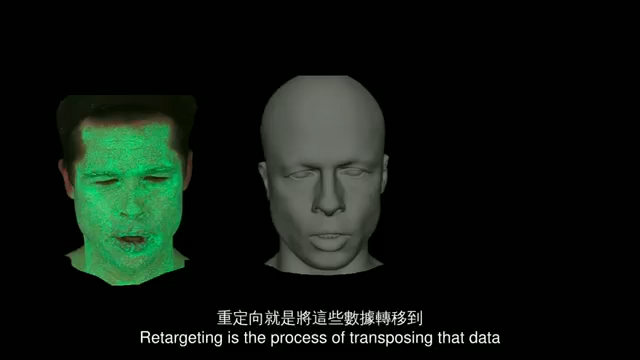 重定向就是將這些數據轉移到
Retargeting is the process of transposing that data